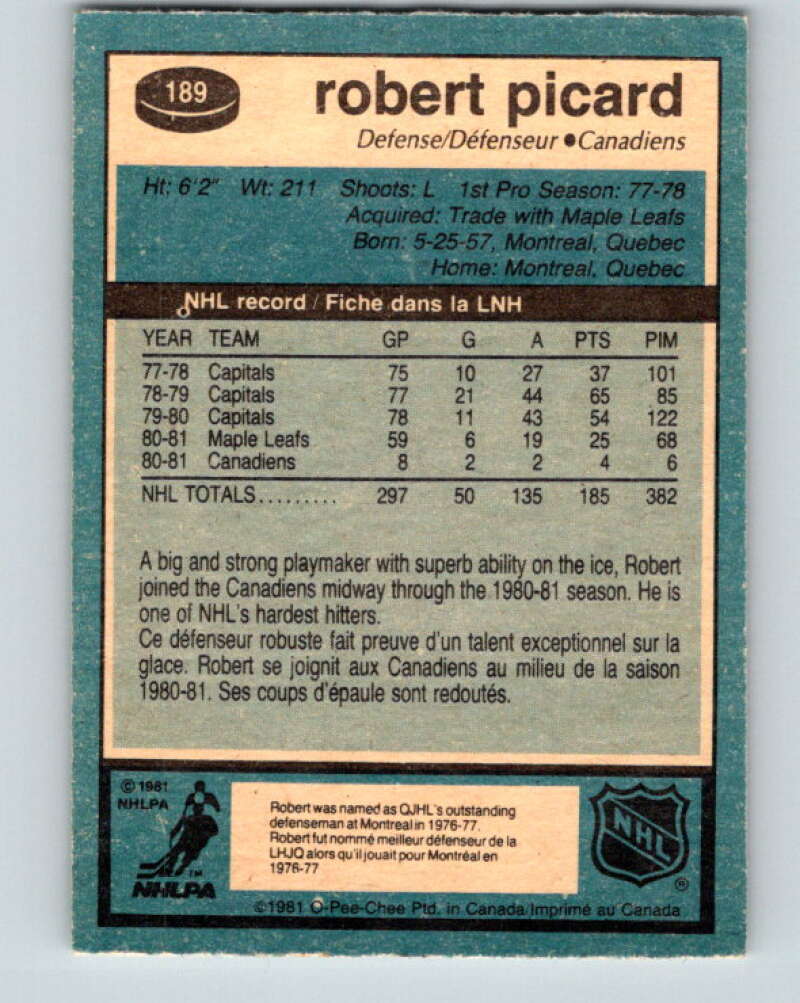 189
robert picard
Defense/Défenseur ●Canadiens
Ht: 6'2" Wt: 211 Shoots: L 1st Pro Season: 77-78
Acquired: Trade with Maple Leafs
Born: 5-25-57, Montreal, Quebec
Home: Montreal, Quebec
NHL record / Fiche dans la LNH
YEAR TEAM GP G A PTS PIM
77-78 Capitals 75 10 27 37 101
78-79 Capitals 77 21 44 65 85
79-80 Capitals 78 11 43 54 122
80-81 Maple Leafs 59 6 19 25 68
80-81 Canadiens 8 2 2 4 6
NHL TOTALS......... 297 50 135 185 382
A big and strong playmaker with superb ability on the ice, Robert
joined the Canadiens midway through the 1980-81 season. He is
one of NHL's hardest hitters.
Ce défenseur robuste fait preuve d'un talent exceptionnel sur la
glace. Robert se joignit aux Canadiens au milieu de la saison
1980-81. Ses coups d'épaule sont redoutés.
© 1981
NHLPA
TM
NHLPA
Robert was named as QJHL's outstanding
defenseman at Montreal in 1976-77.
Robert fut nommé meilleur défenseur de la
LHJQ alors qu'il jouait pour Montréal en
1976-77
NHL
®
©1981 O-Pee-Chee Ptd. in Canada/Imprimé au Canada